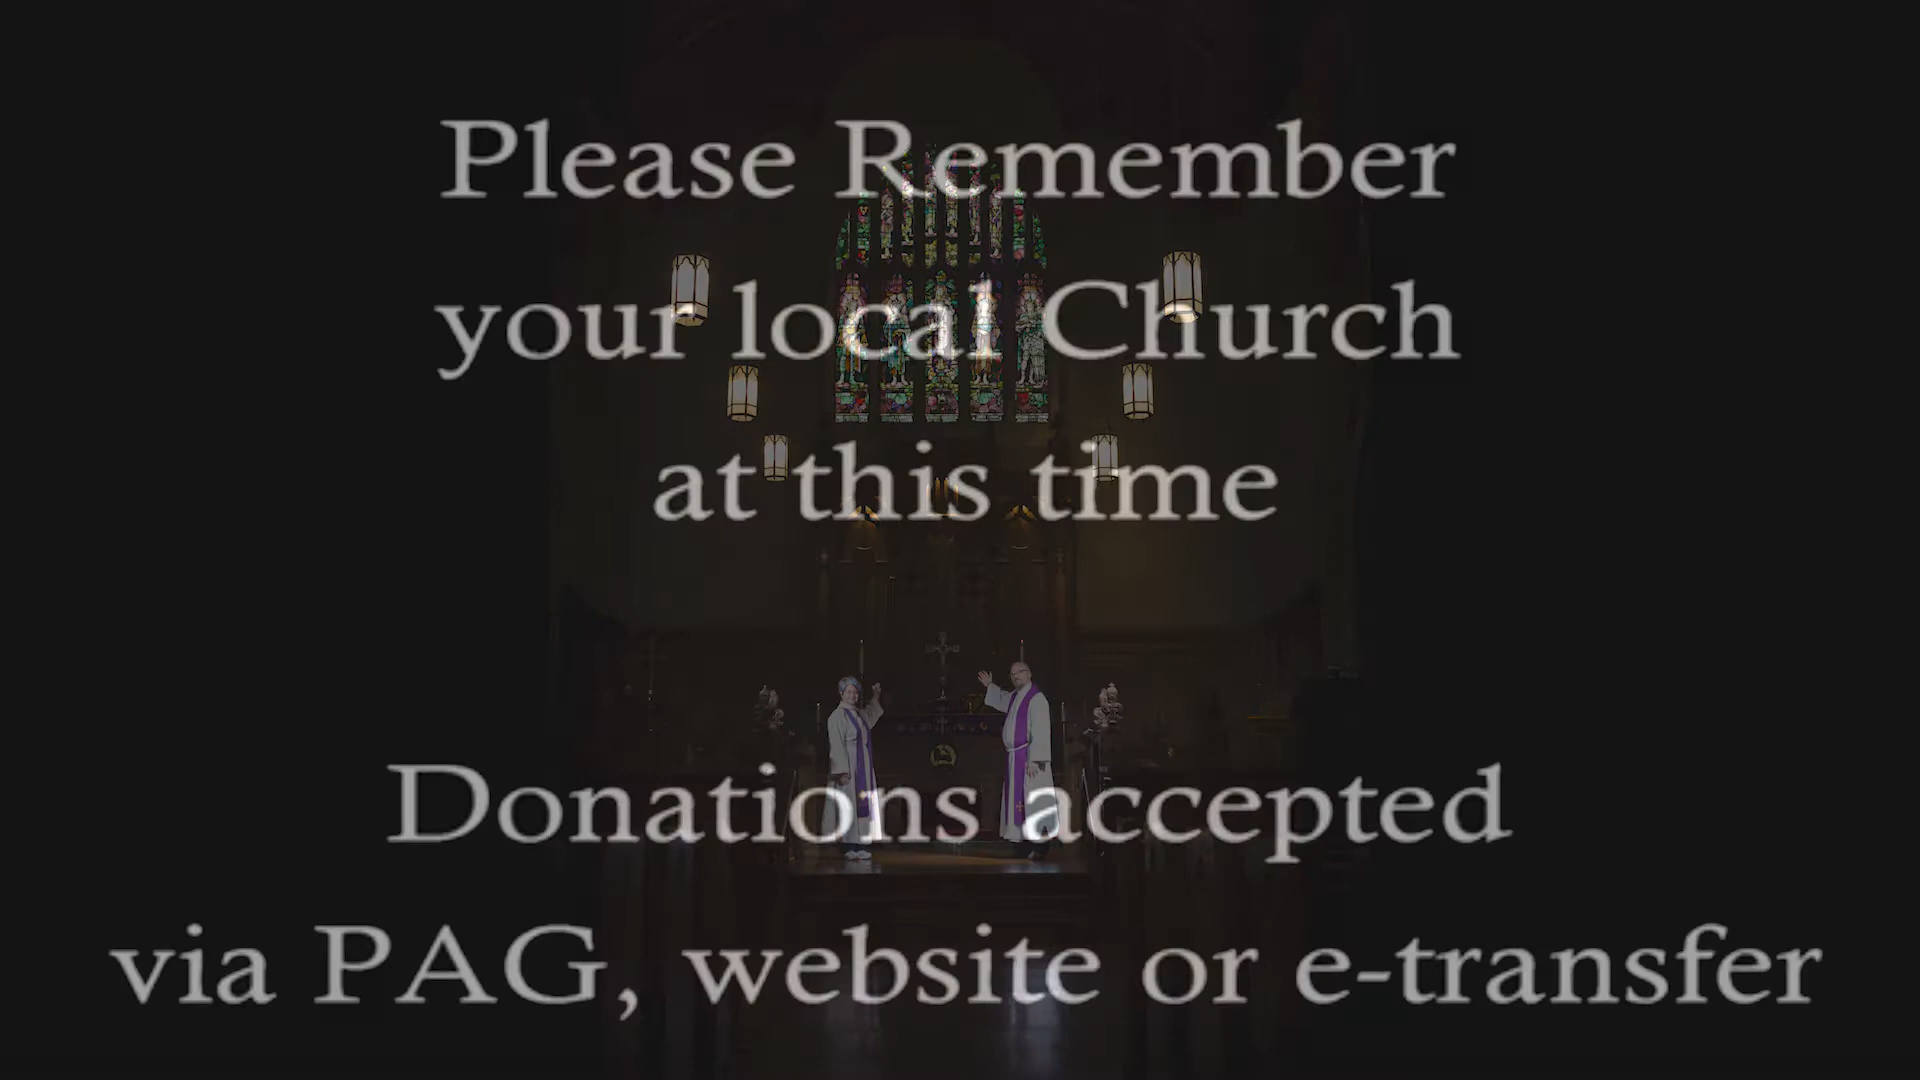 Please Remember
your local Church
at this time
Donations accepted
via PAG, website or e-transfer